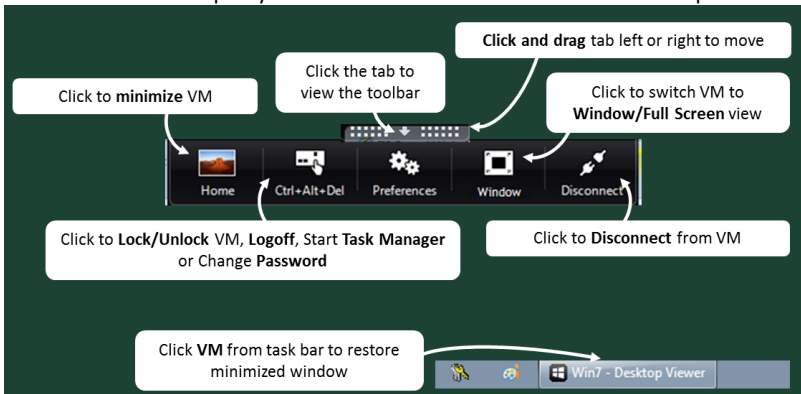 Click and drag tab left or right to move
Click the tab to
view the toolbar
Click to minimize VM
Click to switch VM to
Window/Full Screen view
Home
Ctrl+Alt+Del
Preferences
Window
Disconnect
Click to Lock/Unlock VM, Logoff, Start Task Manager
or Change Password
Click to Disconnect from VM
Click VM from task bar to restore
minimized window
Win7 - Desktop Viewer